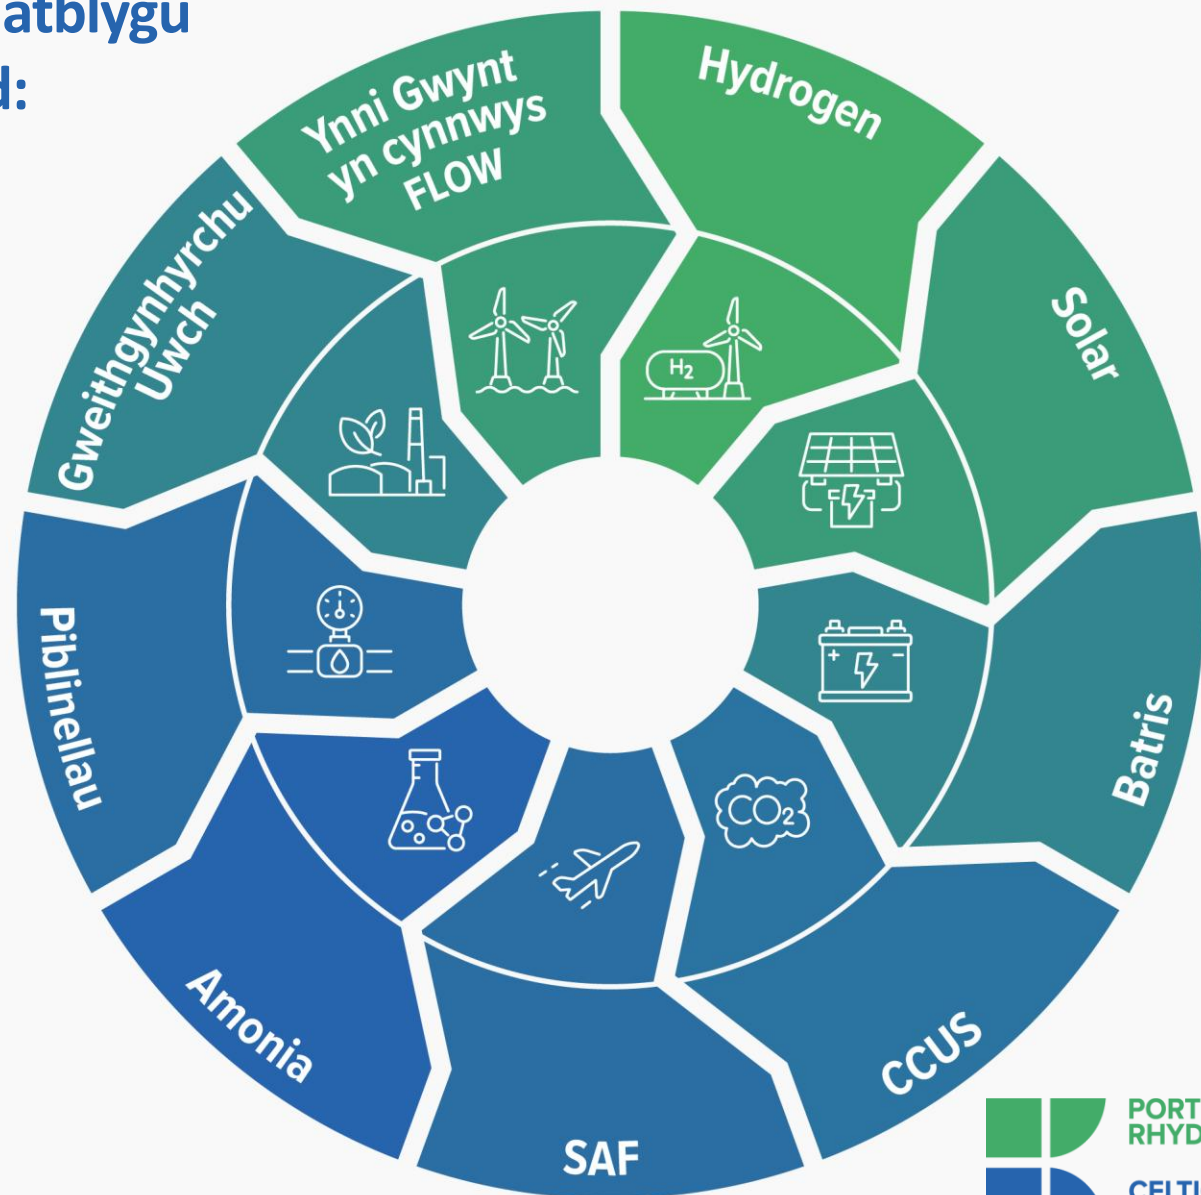 atblygu
d:
Ynni Gwynt
yn cynnwys
FLOW
Hydrogen
Solar
Batris
CCUS
SAF
Amonia
Piblinellau
Gweithgynhyrchu
Uwch
H₂
+ −
CO₂
PORT
RHYD
CELTI